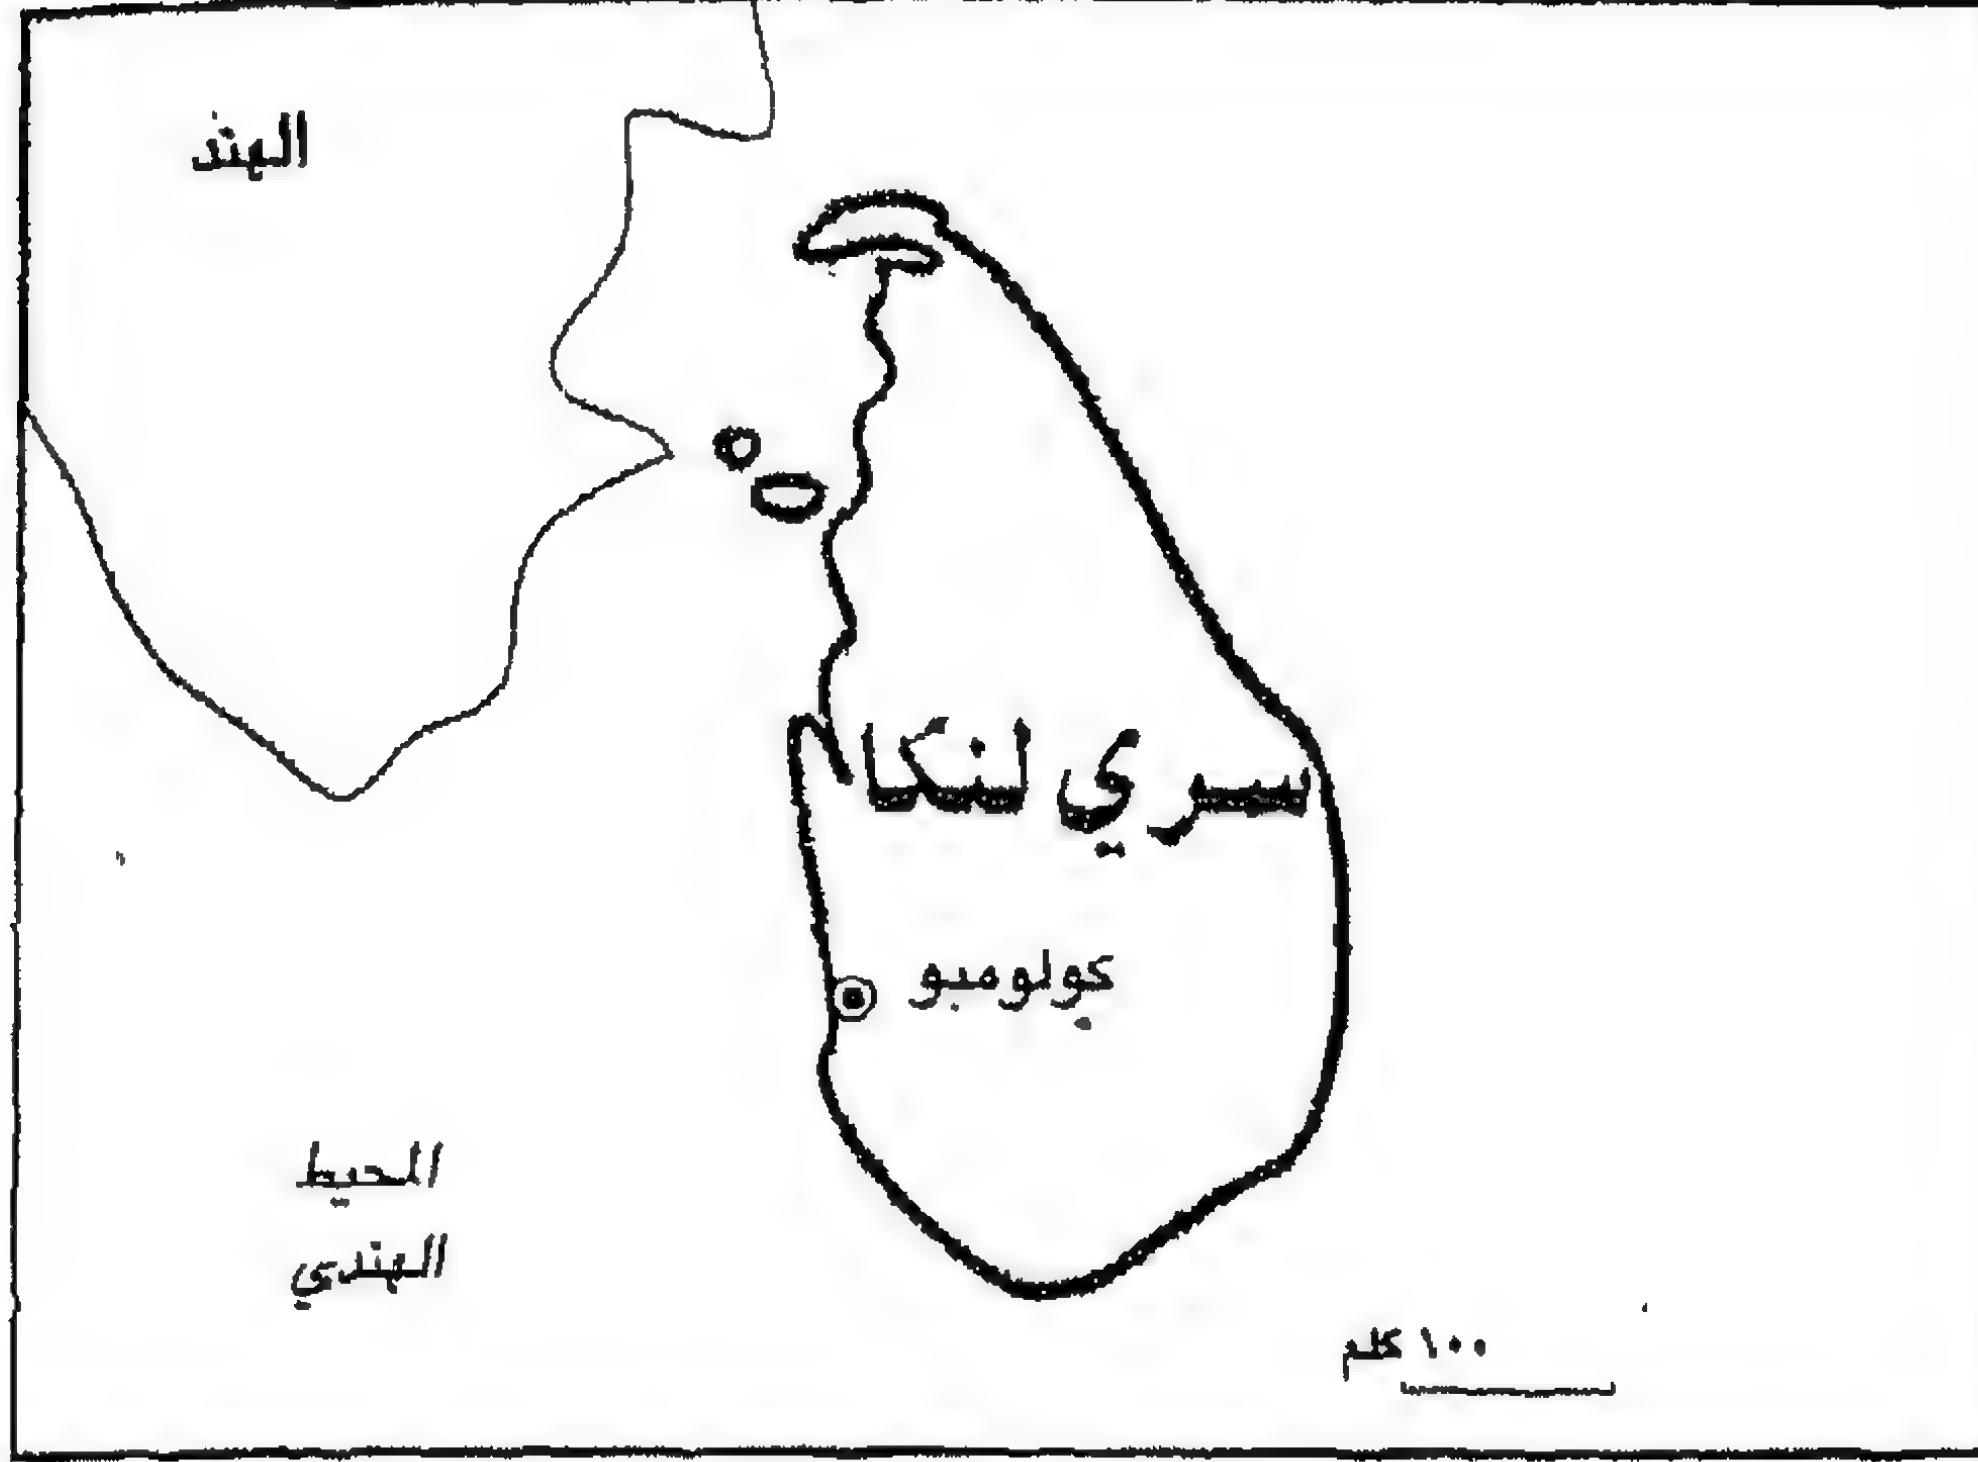 الهند
سري لنكا
كولومبو
المحيط
الهندي
١٠٠ كلم